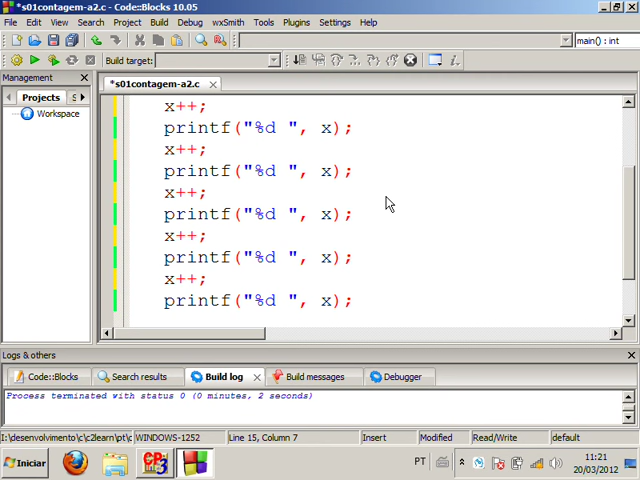 *s01contagem-a2.c - Code::Blocks 10.05
File Edit View Search Project Build Debug wxSmith Tools Plugins Settings Help
main() : int
Build target:
Management
*s01contagem-a2.c
Projects S
Workspace
x++;
printf("%d ", x);
x++;
printf("%d ", x);
x++;
printf("%d ", x);
x++;
printf("%d ", x);
x++;
printf("%d ", x);
Logs & others
Code::Blocks Search results Build log Build messages Debugger
Process terminated with status 0 (0 minutes, 2 seconds)
I:\desenvolvimento\c\c2learn\pt\c WINDOWS-1252 Line 15, Column 7 Insert Modified Read/Write default
Iniciar PT 11:21
20/03/2012